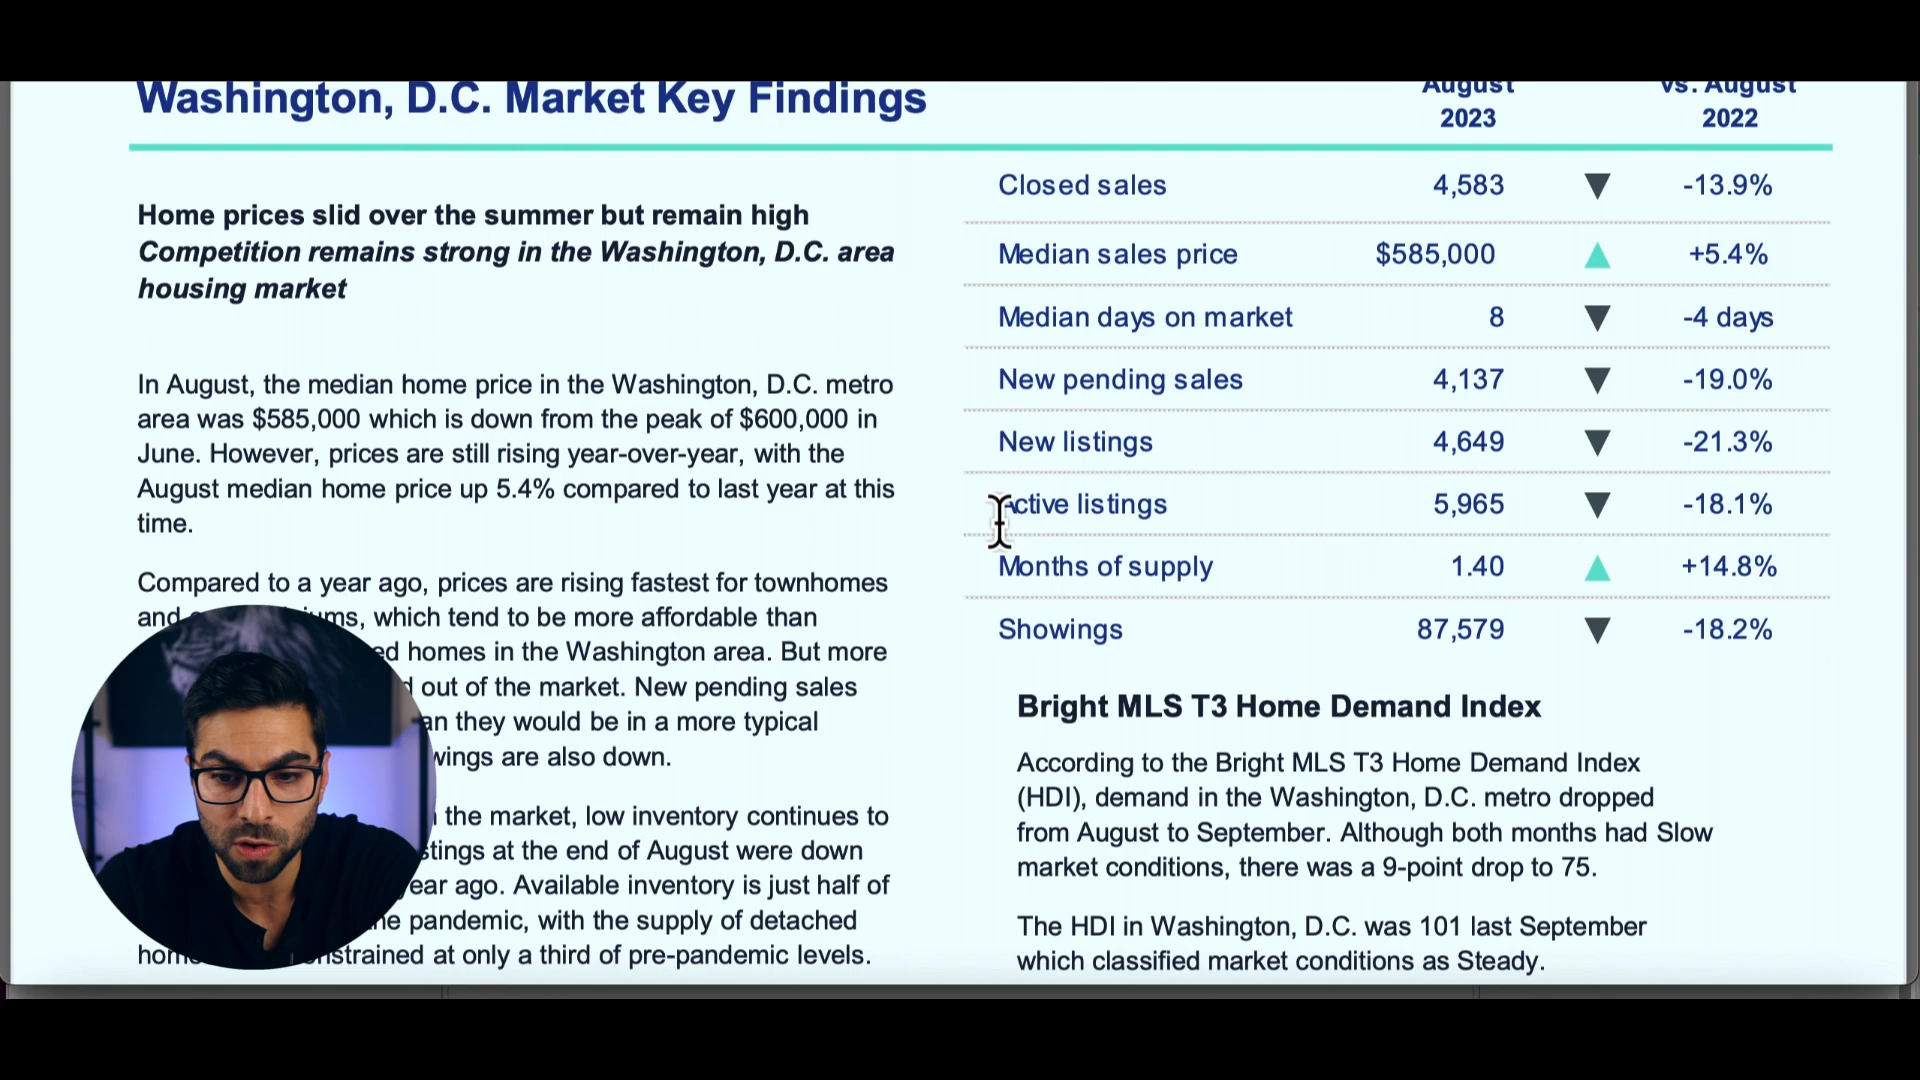 Washington, D.C. Market Key Findings
August 2023
vs. August 2022
Home prices slid over the summer but remain high
Competition remains strong in the Washington, D.C. area
housing market
In August, the median home price in the Washington, D.C. metro
area was $585,000 which is down from the peak of $600,000 in
June. However, prices are still rising year-over-year, with the
August median home price up 5.4% compared to last year at this
time.
Compared to a year ago, prices are rising fastest for townhomes
and ums, which tend to be more affordable than
ed homes in the Washington area. But more
out of the market. New pending sales
an they would be in a more typical
wings are also down.
the market, low inventory continues to
stings at the end of August were down
year ago. Available inventory is just half of
he pandemic, with the supply of detached
hom nstrained at only a third of pre-pandemic levels.
Closed sales 4,583 ▼ -13.9%
Median sales price $585,000 ▲ +5.4%
Median days on market 8 ▼ -4 days
New pending sales 4,137 ▼ -19.0%
New listings 4,649 ▼ -21.3%
Active listings 5,965 ▼ -18.1%
Months of supply 1.40 ▲ +14.8%
Showings 87,579 ▼ -18.2%
Bright MLS T3 Home Demand Index
According to the Bright MLS T3 Home Demand Index
(HDI), demand in the Washington, D.C. metro dropped
from August to September. Although both months had Slow
market conditions, there was a 9-point drop to 75.
The HDI in Washington, D.C. was 101 last September
which classified market conditions as Steady.